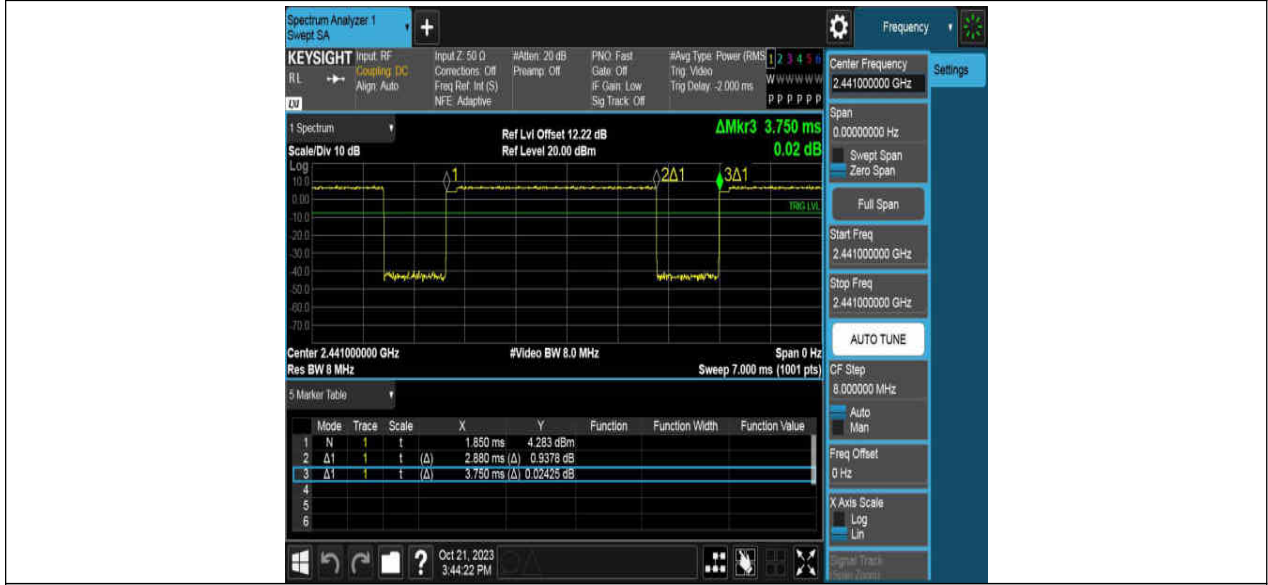 Spectrum Analyzer 1
Swept SA
+
Frequency
KEYSIGHT
RL
LXI
Input: RF
Coupling: DC
Align: Auto
Input Z: 50 Ω
Corrections: Off
Freq Ref: Int (S)
NFE: Adaptive
#Atten: 20 dB
Preamp: Off
PNO: Fast
Gate: Off
IF Gain: Low
Sig Track: Off
#Avg Type: Power (RMS
Trig: Video
Trig Delay: -2.000 ms
1 2 3 4 5 6
W W W W W W
P P P P P P
Center Frequency
2.441000000 GHz
Settings
1 Spectrum
Scale/Div 10 dB
Ref Lvl Offset 12.22 dB
Ref Level 20.00 dBm
ΔMkr3 3.750 ms
0.02 dB
Log
10.0
0.00
-10.0
-20.0
-30.0
-40.0
-50.0
-60.0
-70.0
1
2Δ1
3Δ1
TRIG LVL
Center 2.441000000 GHz
Res BW 8 MHz
#Video BW 8.0 MHz
Span 0 Hz
Sweep 7.000 ms (1001 pts)
Span
0.00000000 Hz
Swept Span
Zero Span
Full Span
Start Freq
2.441000000 GHz
Stop Freq
2.441000000 GHz
AUTO TUNE
CF Step
8.000000 MHz
Auto
Man
Freq Offset
0 Hz
X Axis Scale
Log
Lin
Signal Track
(Span Zoom)
5 Marker Table
Mode Trace Scale X Y Function Function Width Function Value
1 N 1 t 1.850 ms 4.283 dBm
2 Δ1 1 t (Δ) 2.880 ms (Δ) 0.9378 dB
3 Δ1 1 t (Δ) 3.750 ms (Δ) 0.02425 dB
4
5
6
?
Oct 21, 2023
3:44:22 PM